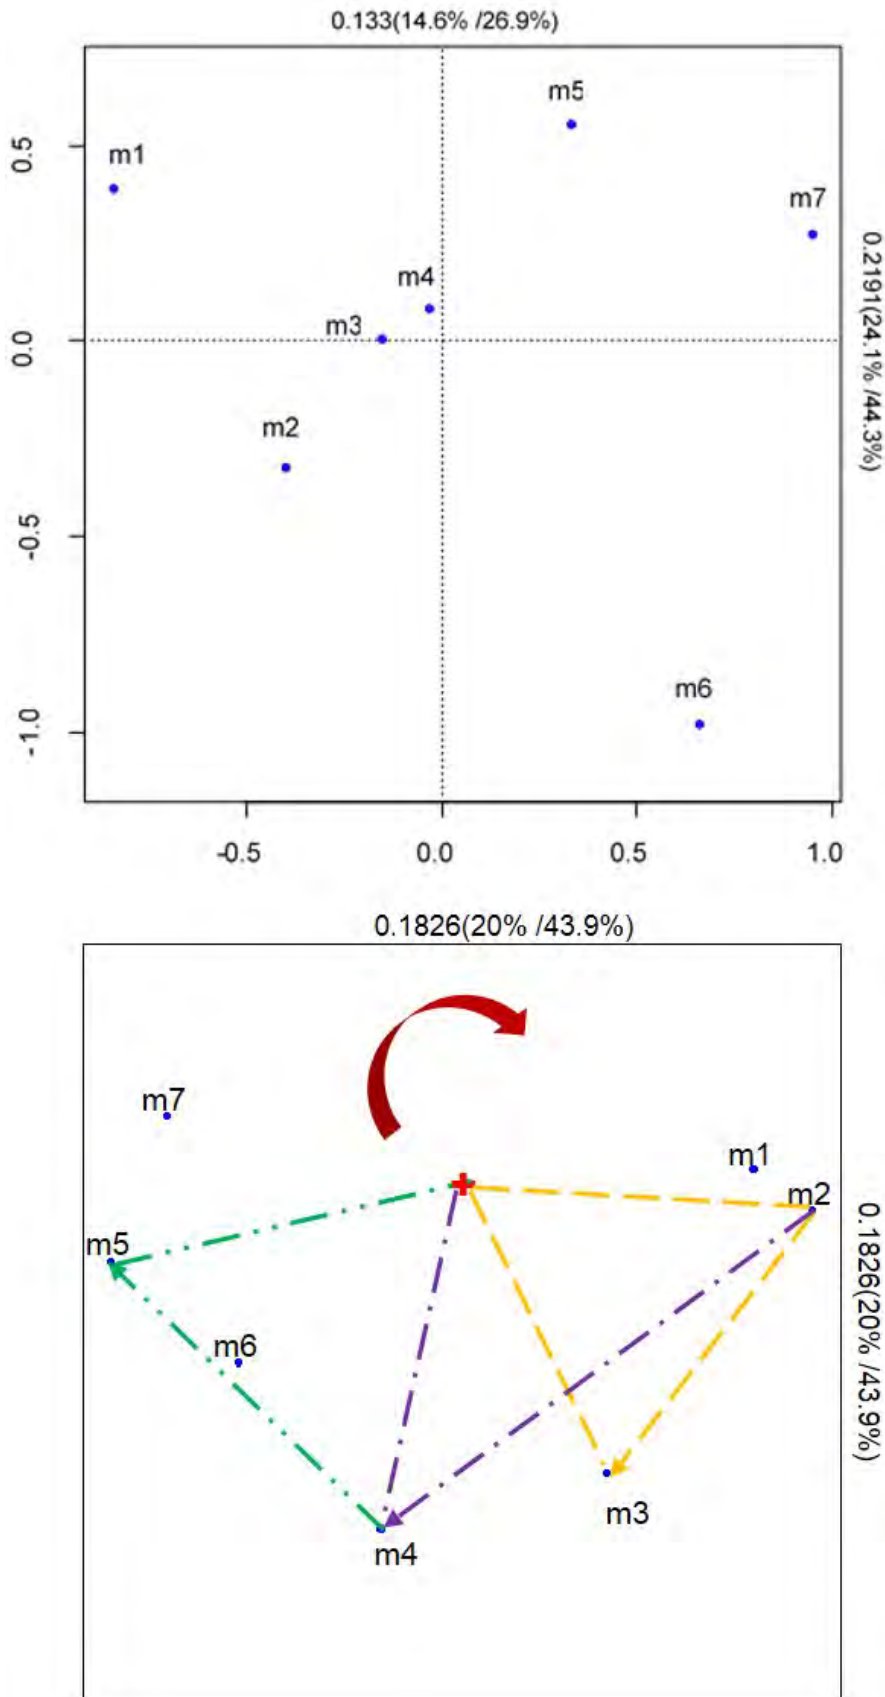 0.133(14.6% /26.9%)
m5
0.5
m1
m7
0.2191(24.1% /44.3%)
m4
m3
0.0
m2
-0.5
m6
-1.0
-0.5 0.0 0.5 1.0
0.1826(20% /43.9%)
m7
m1
m2
0.1826(20% /43.9%)
m5
m6
m3
m4